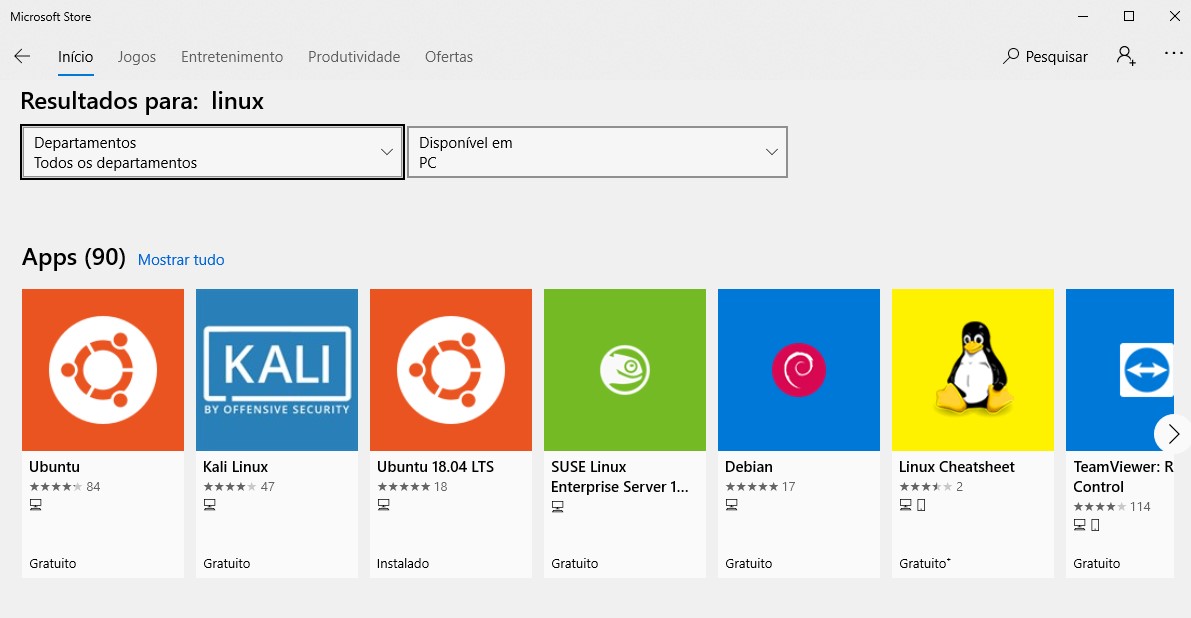 Microsoft Store
Início
Jogos
Entretenimento
Produtividade
Ofertas
Pesquisar
Resultados para: linux
Departamentos
Todos os departamentos
Disponível em
PC
Apps (90)
Mostrar tudo
KALI
BY OFFENSIVE SECURITY
Ubuntu
84
Gratuito
Kali Linux
47
Gratuito
Ubuntu 18.04 LTS
18
Instalado
SUSE Linux
Enterprise Server 1...
Gratuito
Debian
17
Gratuito
Linux Cheatsheet
2
Gratuito+
TeamViewer: R
Control
114
Gratuito